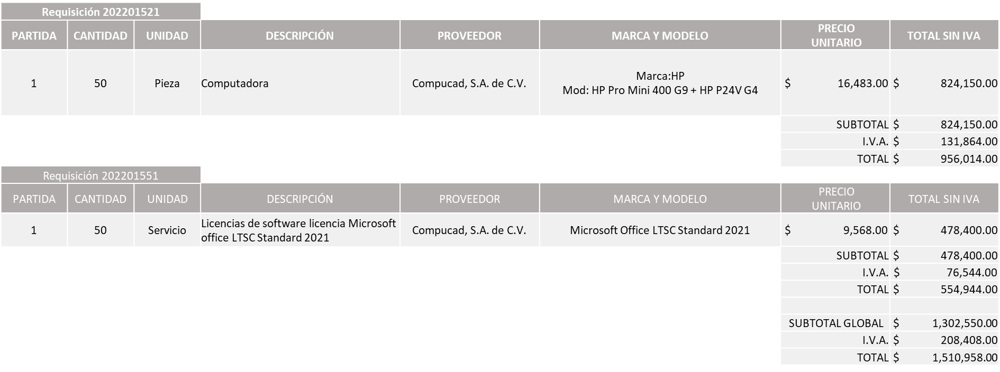 Requisición 202201521
PARTIDA CANTIDAD UNIDAD DESCRIPCIÓN PROVEEDOR MARCA Y MODELO PRECIO UNITARIO TOTAL SIN IVA
1 50 Pieza Computadora Compucad, S.A. de C.V. Marca:HP
Mod: HP Pro Mini 400 G9 + HP P24V G4 $ 16,483.00 $ 824,150.00
SUBTOTAL $ 824,150.00
I.V.A. $ 131,864.00
TOTAL $ 956,014.00
Requisición 202201551
PARTIDA CANTIDAD UNIDAD DESCRIPCIÓN PROVEEDOR MARCA Y MODELO PRECIO UNITARIO TOTAL SIN IVA
1 50 Servicio Licencias de software licencia Microsoft
office LTSC Standard 2021 Compucad, S.A. de C.V. Microsoft Office LTSC Standard 2021 $ 9,568.00 $ 478,400.00
SUBTOTAL $ 478,400.00
I.V.A. $ 76,544.00
TOTAL $ 554,944.00
SUBTOTAL GLOBAL $ 1,302,550.00
I.V.A. $ 208,408.00
TOTAL $ 1,510,958.00